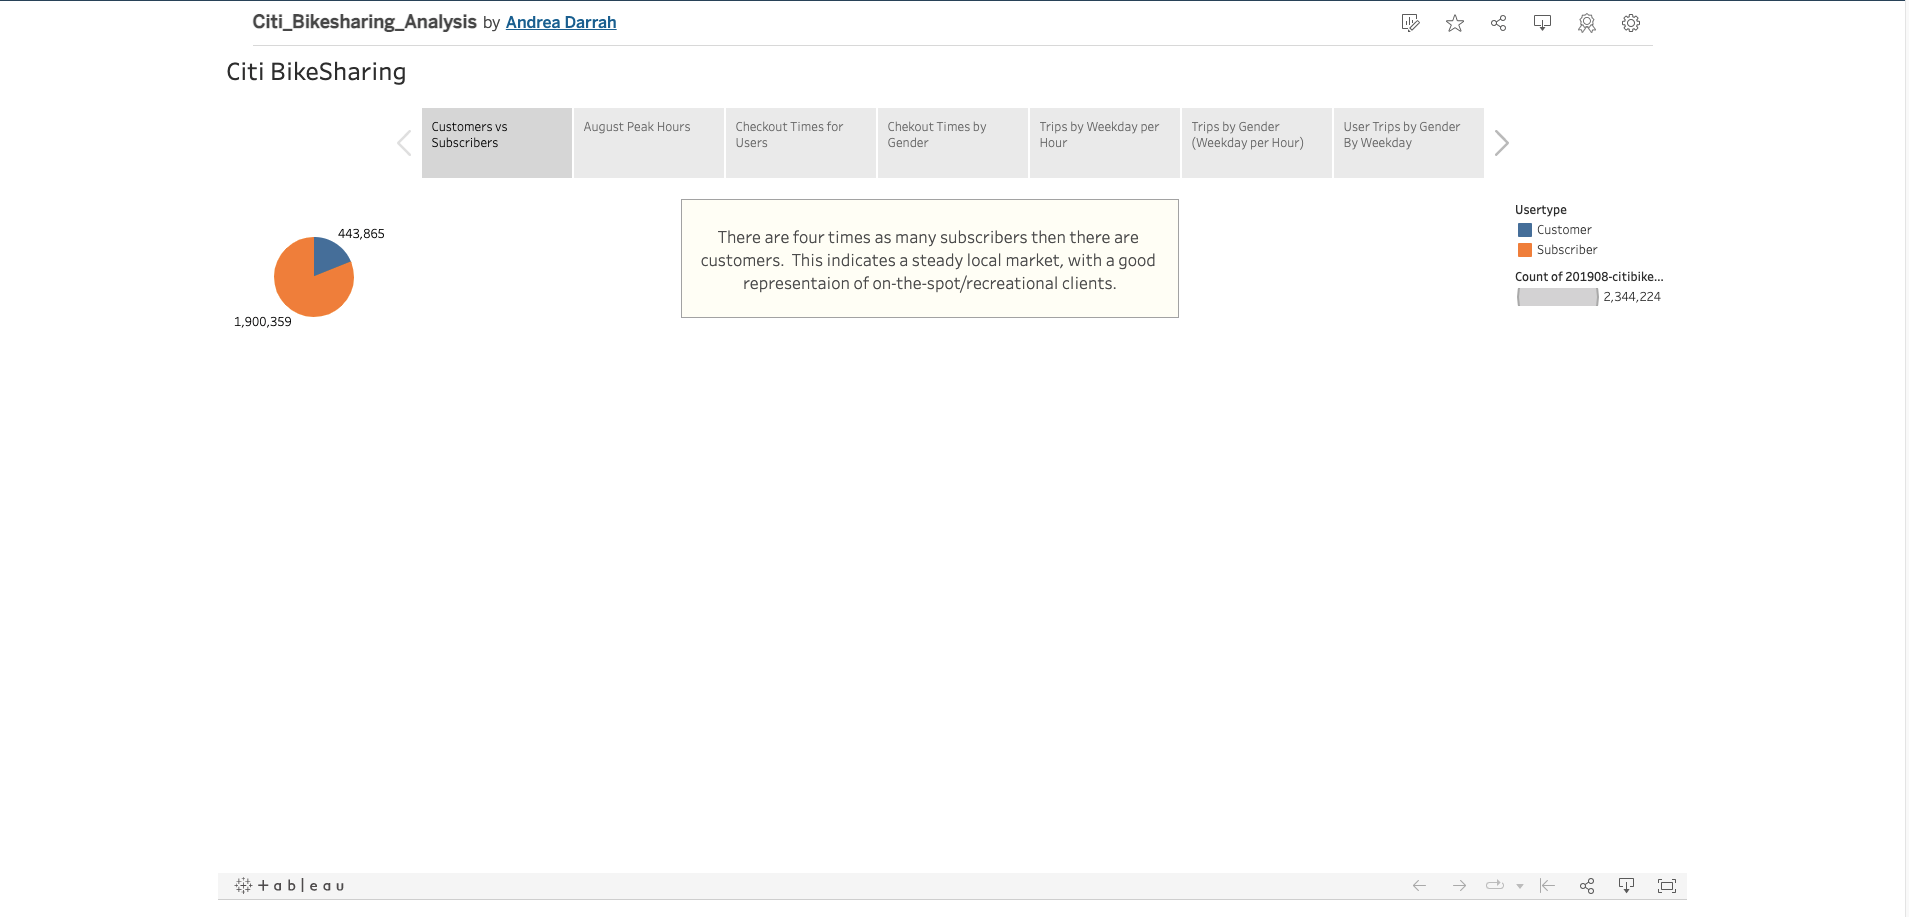 Citi_Bikesharing_Analysis by Andrea Darrah
Citi BikeSharing
Customers vs
Subscribers
August Peak Hours
Checkout Times for
Users
Chekout Times by
Gender
Trips by Weekday per
Hour
Trips by Gender
(Weekday per Hour)
User Trips by Gender
By Weekday
443,865
1,900,359
There are four times as many subscribers then there are
customers.  This indicates a steady local market, with a good
representaion of on-the-spot/recreational clients.
Usertype
Customer
Subscriber
Count of 201908-citibike...
2,344,224
+ableau